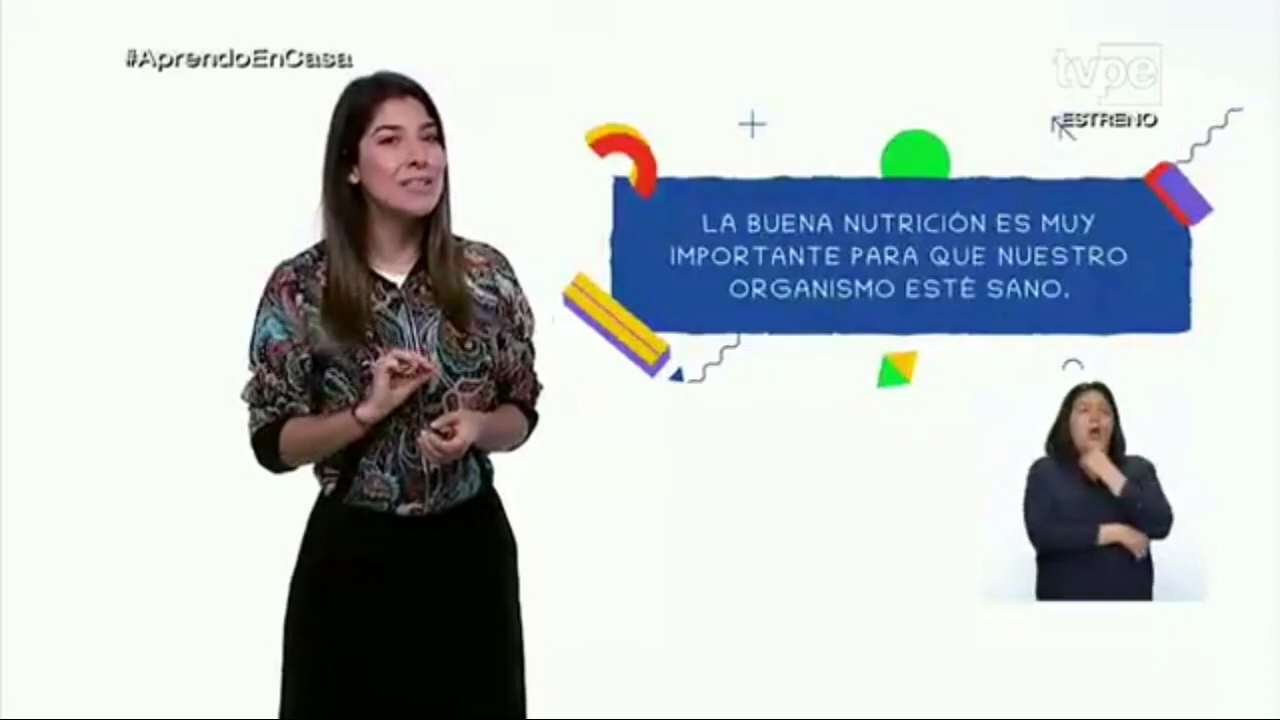 #AprendoEnCasa
tvpe
ESTRENO
LA BUENA NUTRICIÓN ES MUY
IMPORTANTE PARA QUE NUESTRO
ORGANISMO ESTÉ SANO.